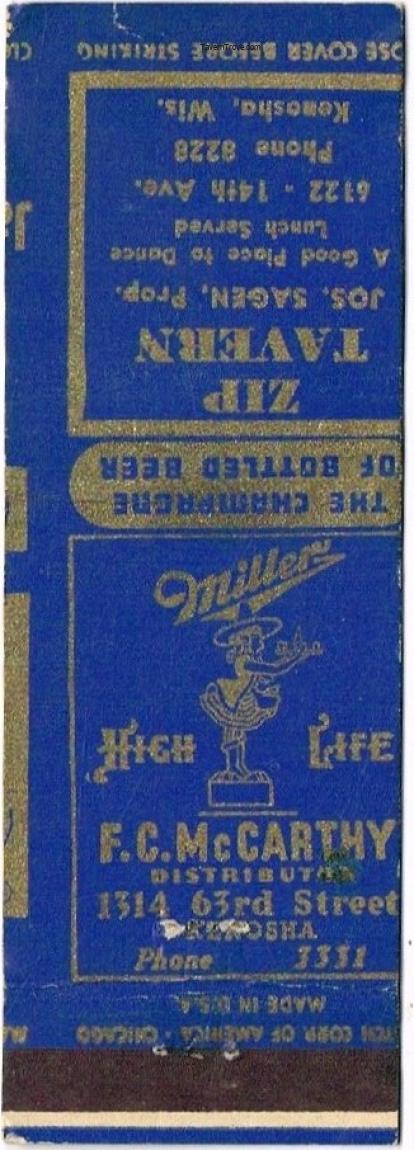 CLOSE COVER BEFORE STRIKING
TavernTrove.com
ZIP
TAVERN
JOS. SAGEN, Prop.
A Good Place to Dance
Lunch Served
6122 - 14th Ave.
Phone 8228
Kenosha, Wis.
THE CHAMPAGNE
OF BOTTLED BEER
Miller
HIGH LIFE
F.C. McCARTHY
DISTRIBUTOR
1314 63rd Street
KENOSHA
Phone 3331
MADE IN U.S.A.
CORP OF AMERICA · CHICAGO